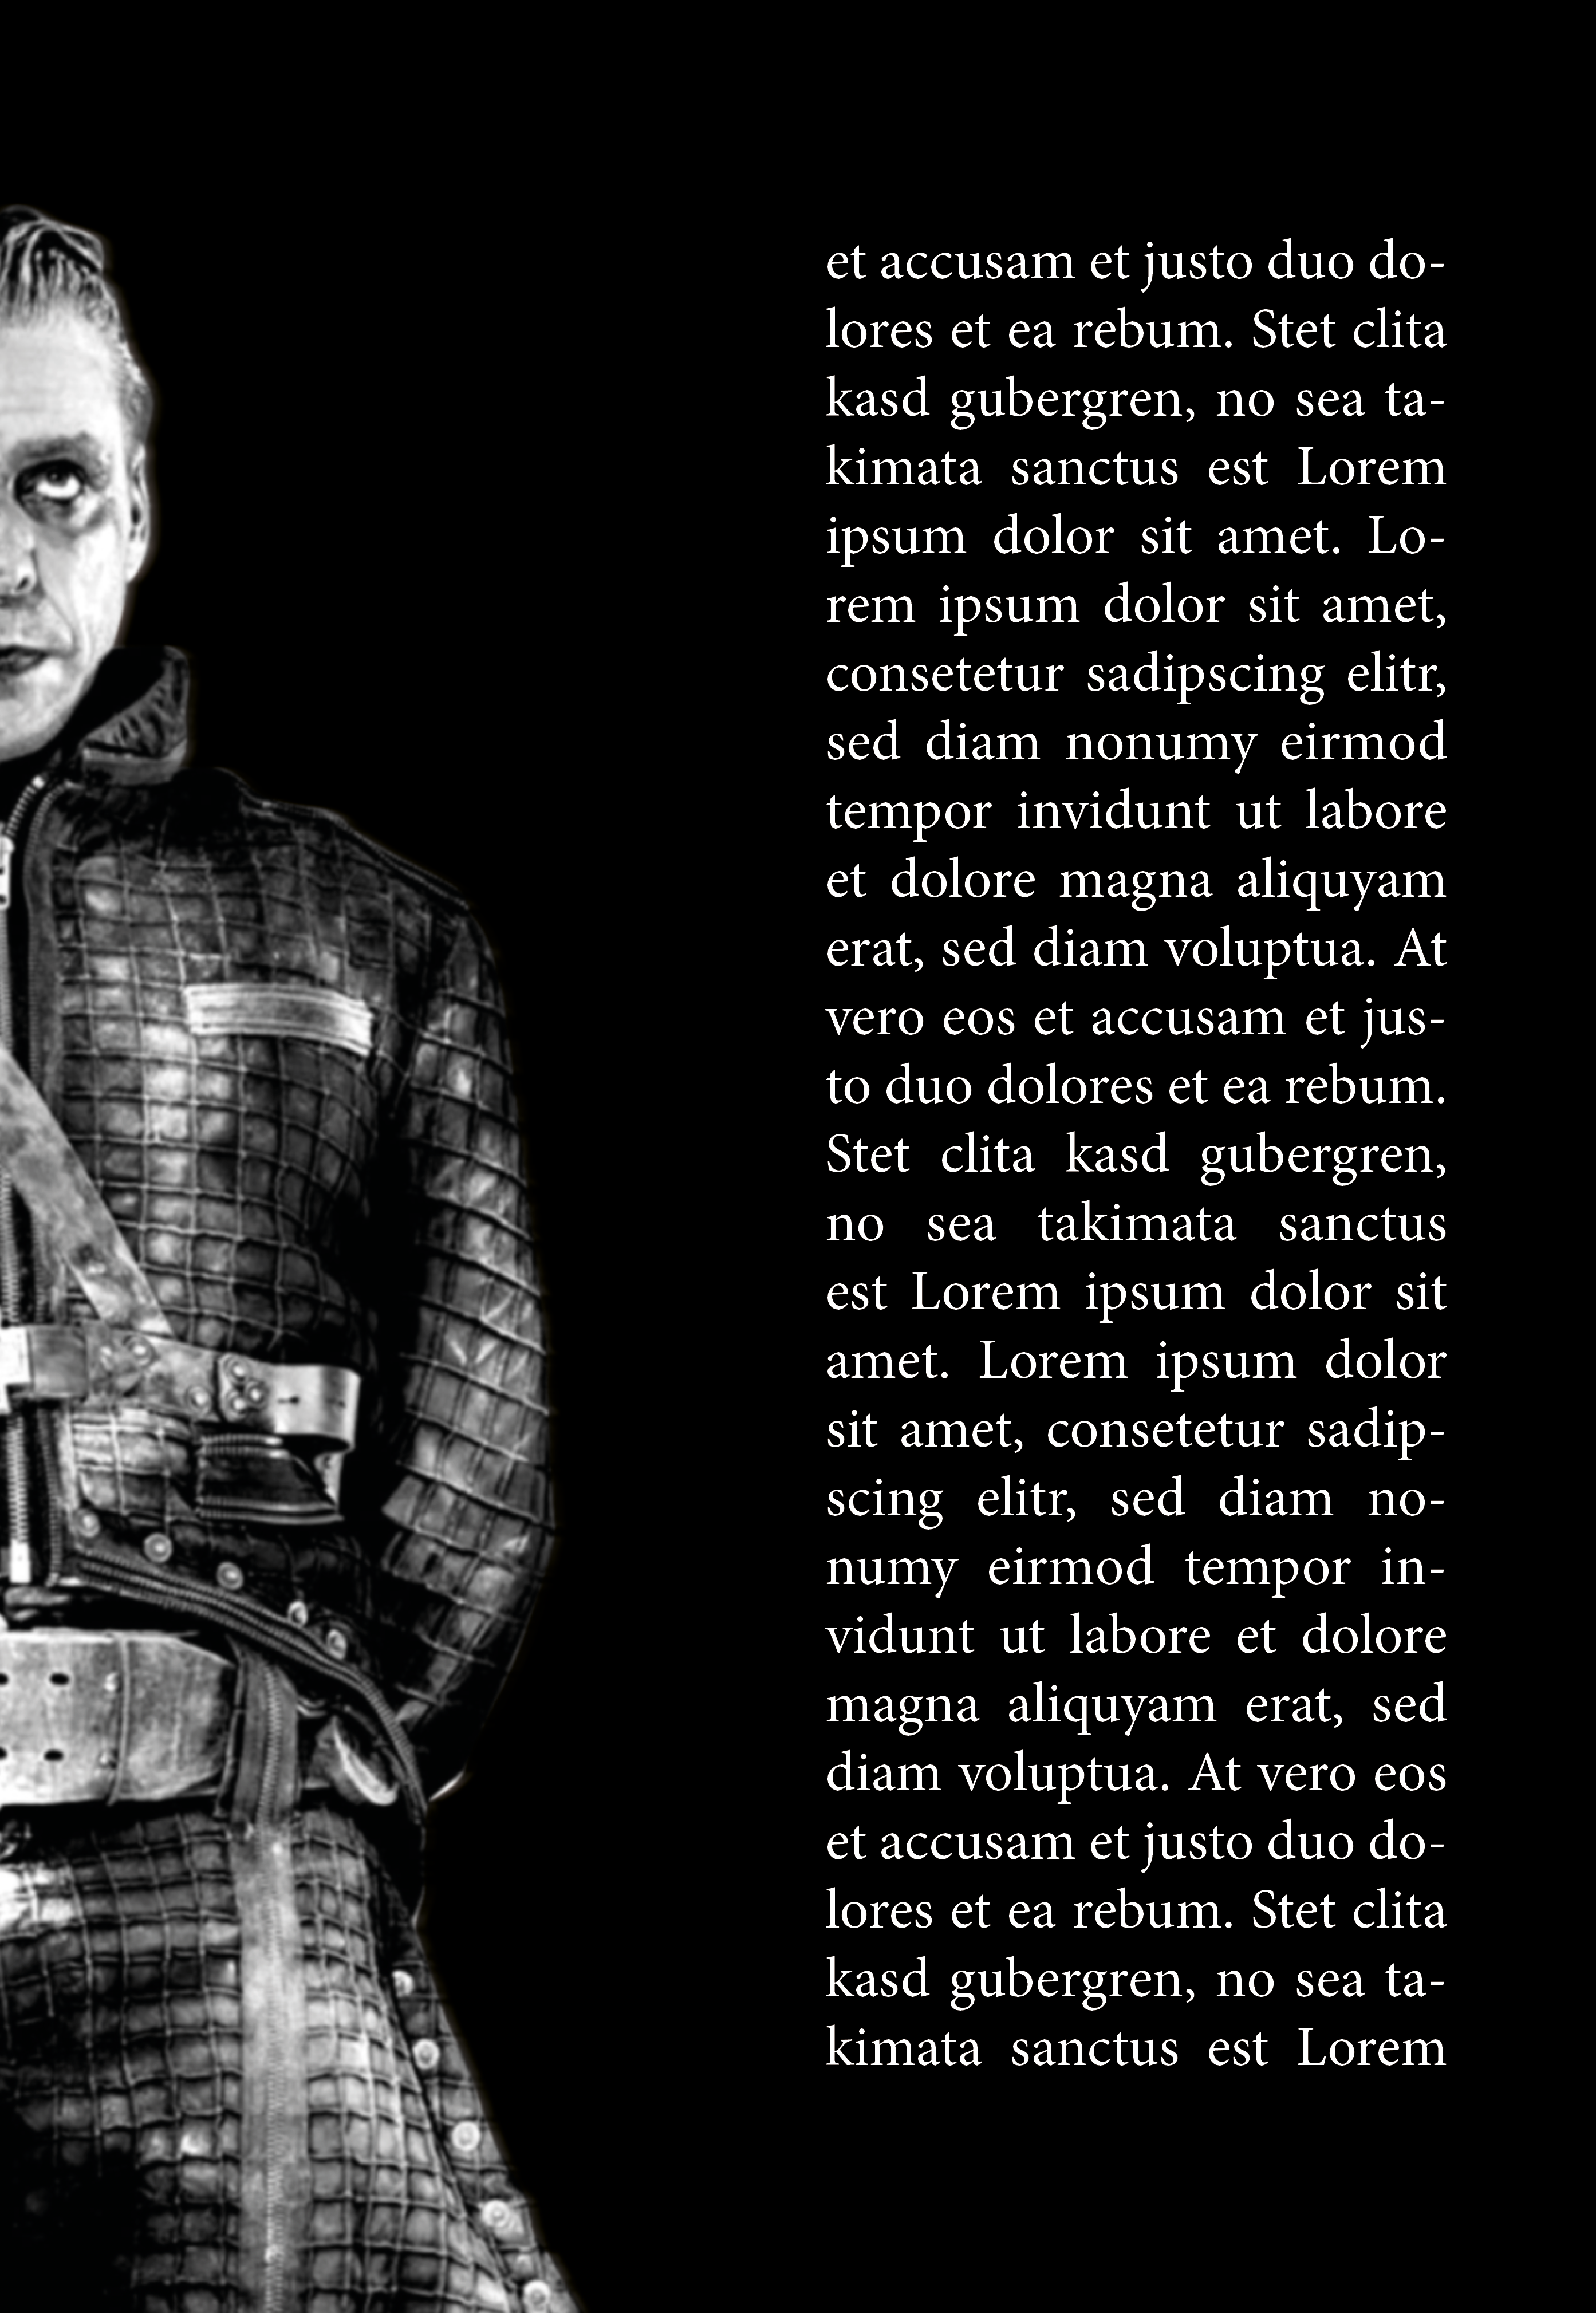 et accusam et justo duo do-
lores et ea rebum. Stet clita
kasd gubergren, no sea ta-
kimata sanctus est Lorem
ipsum dolor sit amet. Lo-
rem ipsum dolor sit amet,
consetetur sadipscing elitr,
sed diam nonumy eirmod
tempor invidunt ut labore
et dolore magna aliquyam
erat, sed diam voluptua. At
vero eos et accusam et jus-
to duo dolores et ea rebum.
Stet clita kasd gubergren,
no sea takimata sanctus
est Lorem ipsum dolor sit
amet. Lorem ipsum dolor
sit amet, consetetur sadip-
scing elitr, sed diam no-
numy eirmod tempor in-
vidunt ut labore et dolore
magna aliquyam erat, sed
diam voluptua. At vero eos
et accusam et justo duo do-
lores et ea rebum. Stet clita
kasd gubergren, no sea ta-
kimata sanctus est Lorem